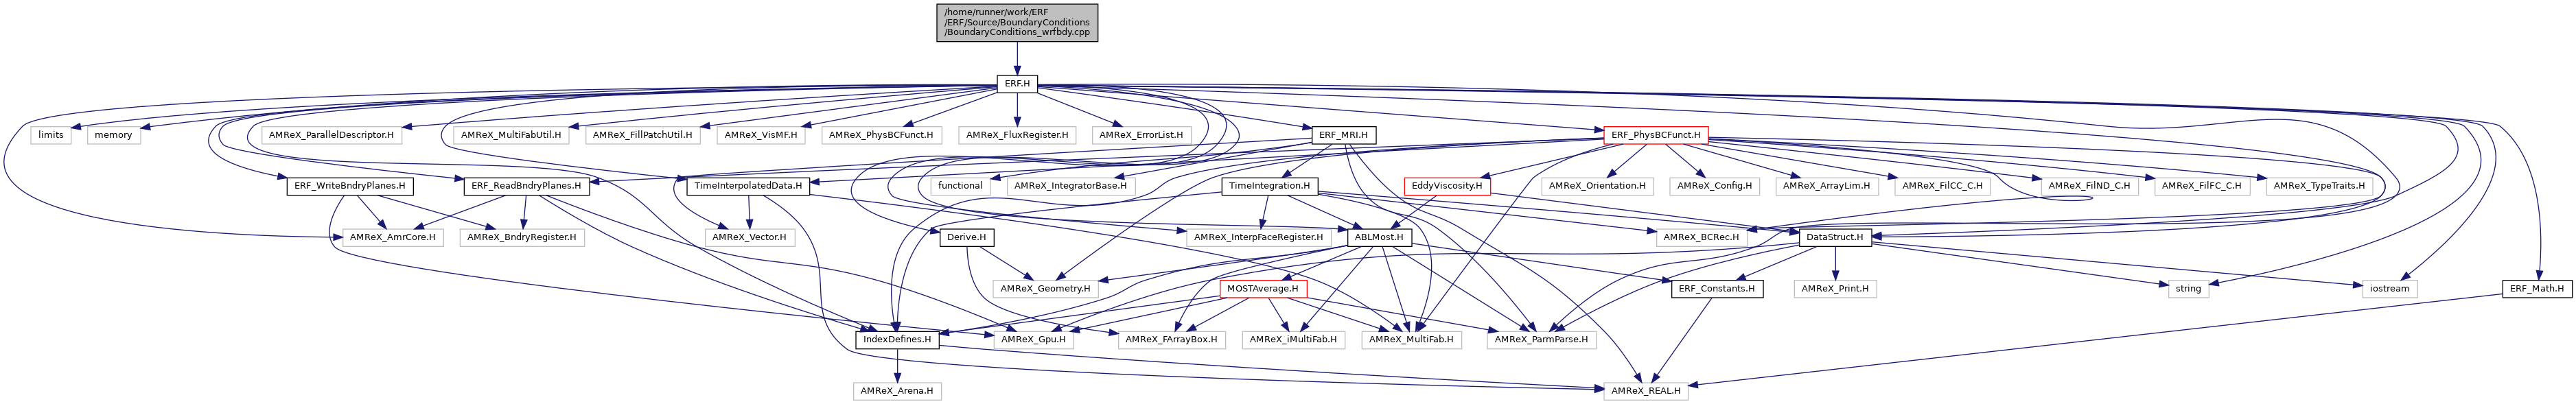 /home/runner/work/ERF
/ERF/Source/BoundaryConditions
/BoundaryConditions_wrfbdy.cpp
ERF.H
limits
memory
AMReX_ParallelDescriptor.H
AMReX_MultiFabUtil.H
AMReX_FillPatchUtil.H
AMReX_VisMF.H
AMReX_PhysBCFunct.H
AMReX_FluxRegister.H
AMReX_ErrorList.H
ERF_MRI.H
ERF_PhysBCFunct.H
ERF_WriteBndryPlanes.H
ERF_ReadBndryPlanes.H
TimeInterpolatedData.H
functional
AMReX_IntegratorBase.H
TimeIntegration.H
EddyViscosity.H
AMReX_Orientation.H
AMReX_Config.H
AMReX_ArrayLim.H
AMReX_FilCC_C.H
AMReX_FilND_C.H
AMReX_FilFC_C.H
AMReX_TypeTraits.H
AMReX_AmrCore.H
AMReX_BndryRegister.H
AMReX_Vector.H
Derive.H
AMReX_InterpFaceRegister.H
ABLMost.H
AMReX_BCRec.H
DataStruct.H
AMReX_Geometry.H
MOSTAverage.H
ERF_Constants.H
AMReX_Print.H
string
iostream
ERF_Math.H
IndexDefines.H
AMReX_Gpu.H
AMReX_FArrayBox.H
AMReX_iMultiFab.H
AMReX_MultiFab.H
AMReX_ParmParse.H
AMReX_Arena.H
AMReX_REAL.H